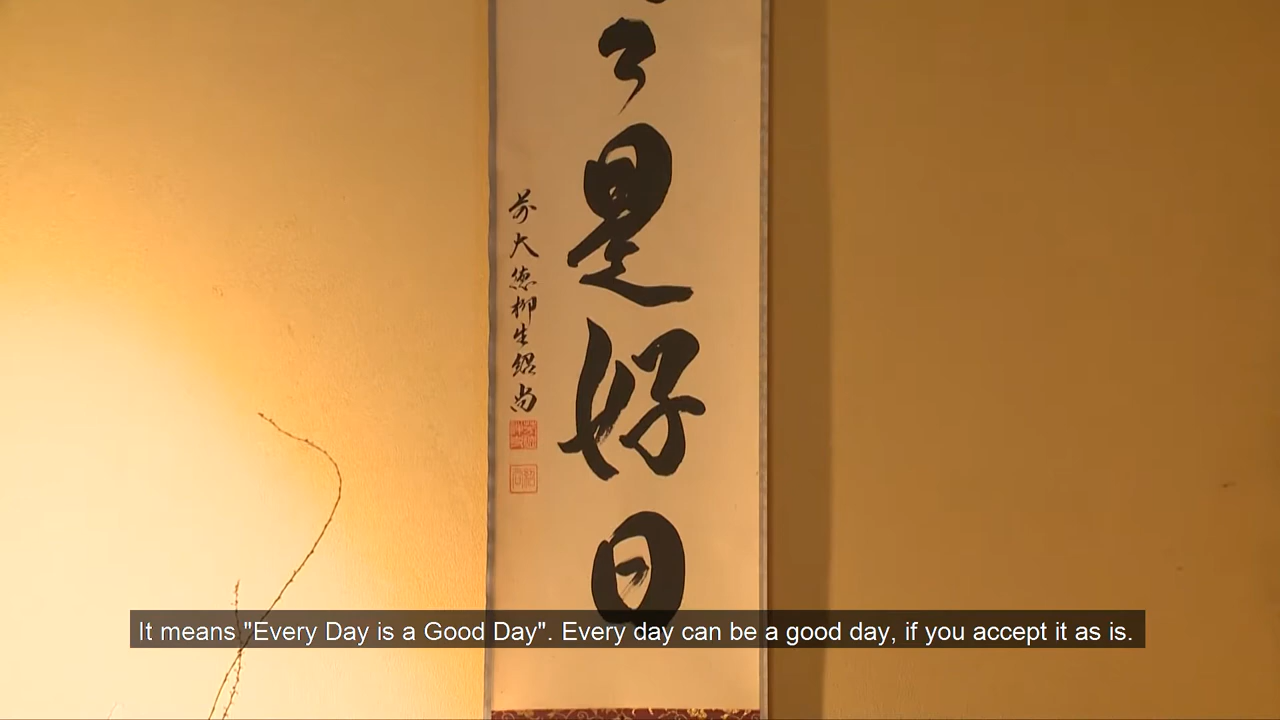 々是好日
前大徳柳生紹尚
It means "Every Day is a Good Day". Every day can be a good day, if you accept it as is.